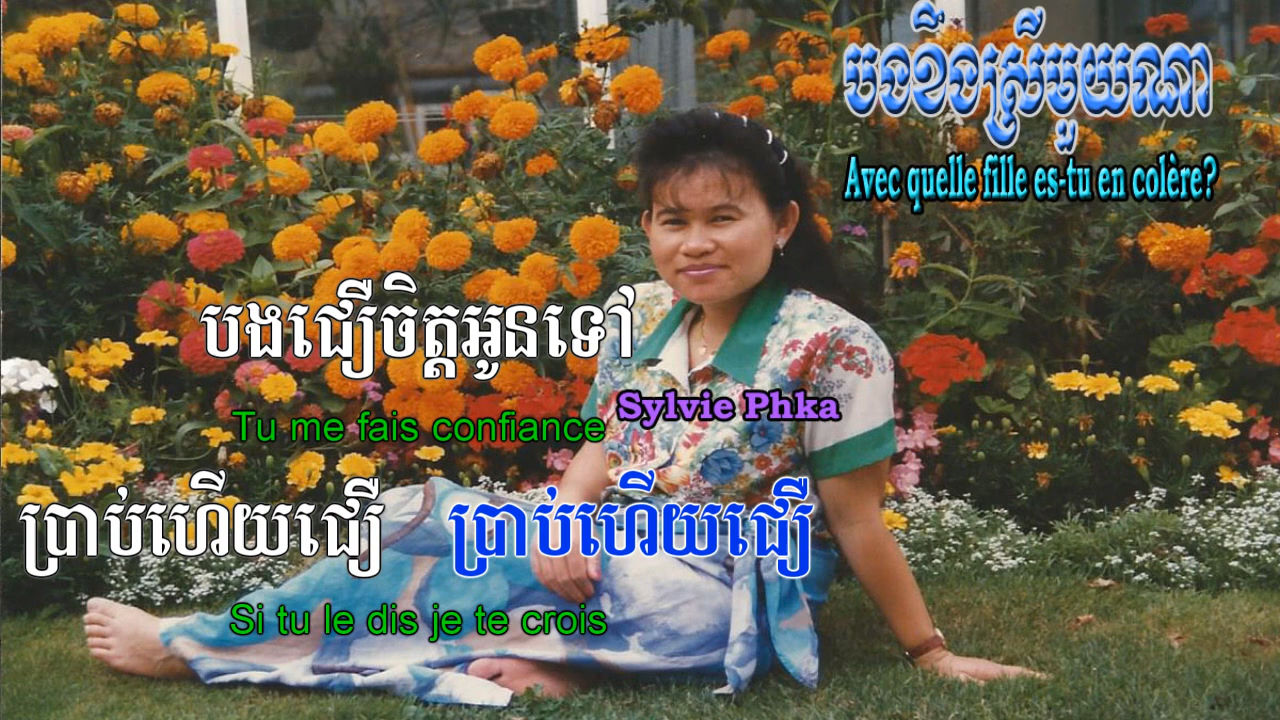 បងខឹងស្រីមួយណា
Avec quelle fille es-tu en colère?
បងជឿចិត្តអូនទៅ
Tu me fais confiance
Sylvie Phka
ប្រាប់ហើយជឿ ប្រាប់ហើយជឿ
Si tu le dis je te crois